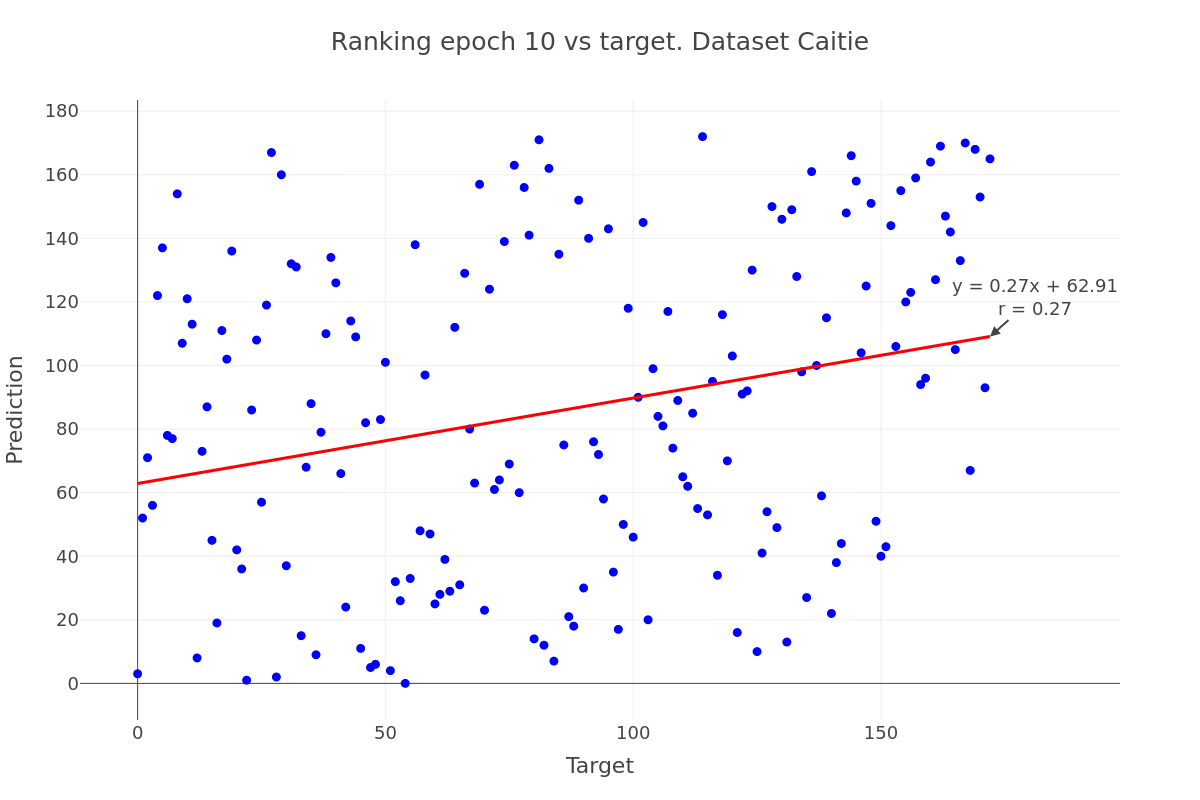 Ranking epoch 10 vs target. Dataset Caitie
180
160
140
120
100
80
60
40
20
0
Prediction
y = 0.27x + 62.91
r = 0.27
0
50
100
150
Target